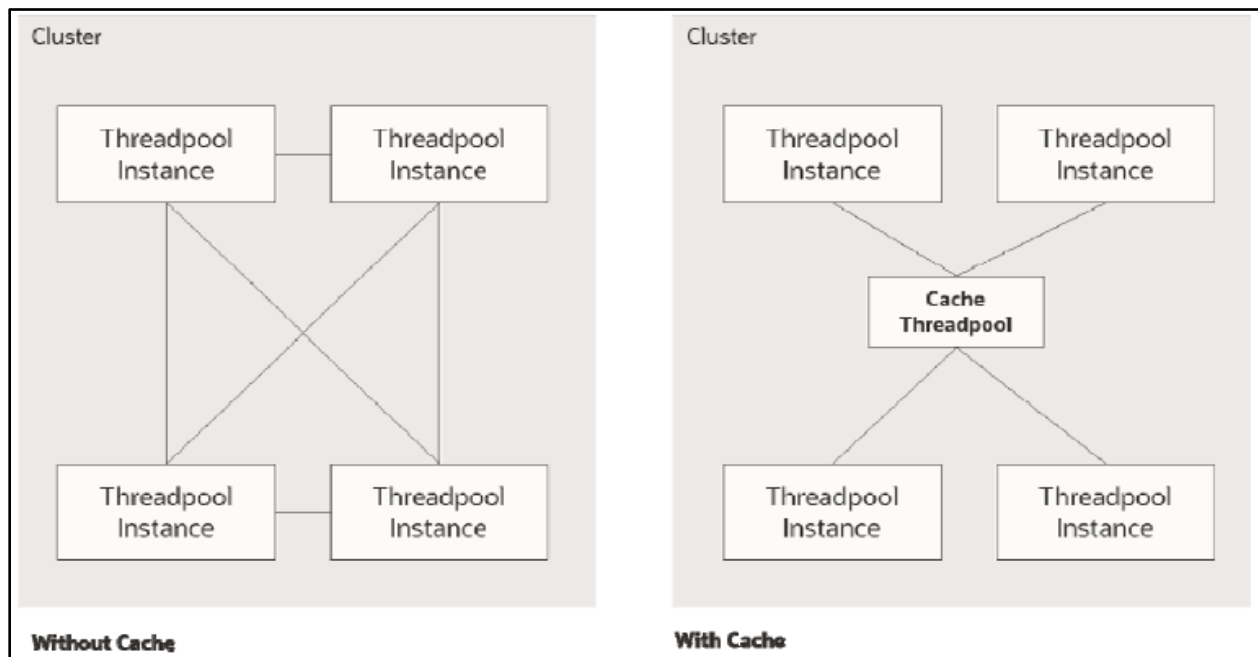 Cluster
Threadpool
Instance
Threadpool
Instance
Threadpool
Instance
Threadpool
Instance
Without Cache
Cluster
Threadpool
Instance
Threadpool
Instance
Cache
Threadpool
Threadpool
Instance
Threadpool
Instance
With Cache